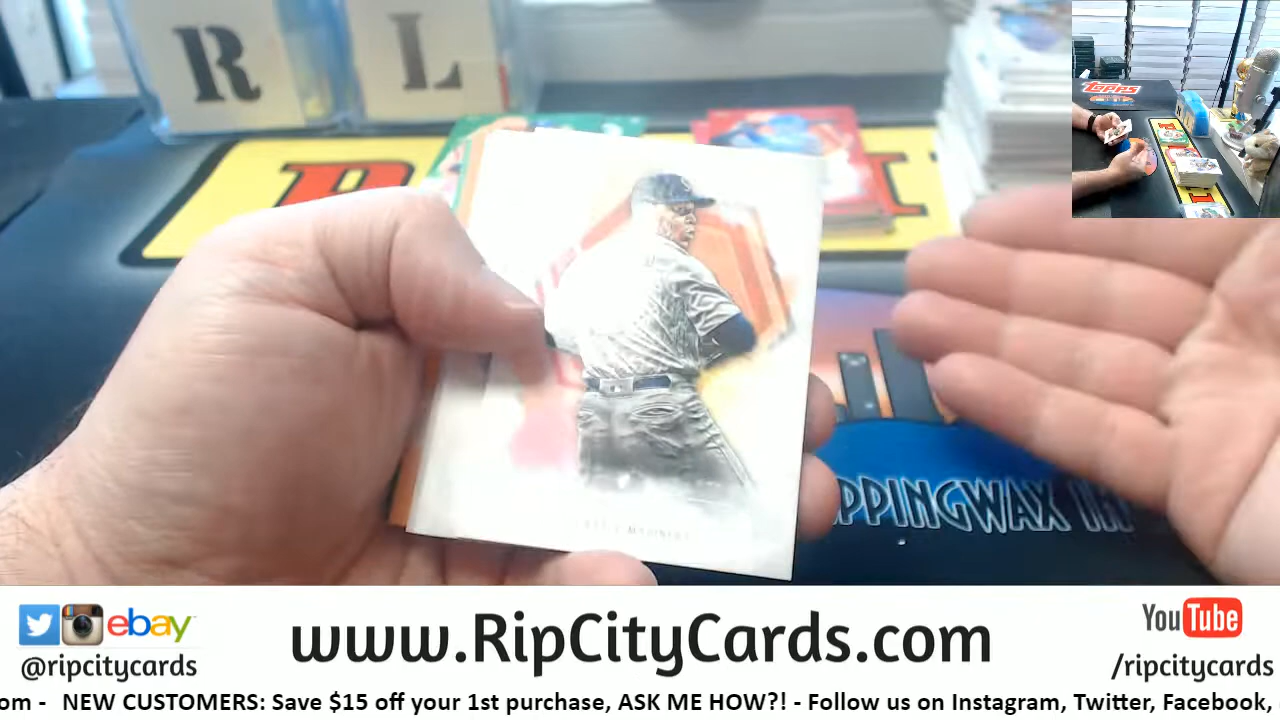 R L
topps
S
MARINERS
PPINGWAX
ebay
@ripcitycards
www.RipCityCards.com
YouTube
/ripcitycards
om - NEW CUSTOMERS: Save $15 off your 1st purchase, ASK ME HOW?! - Follow us on Instagram, Twitter, Facebook,